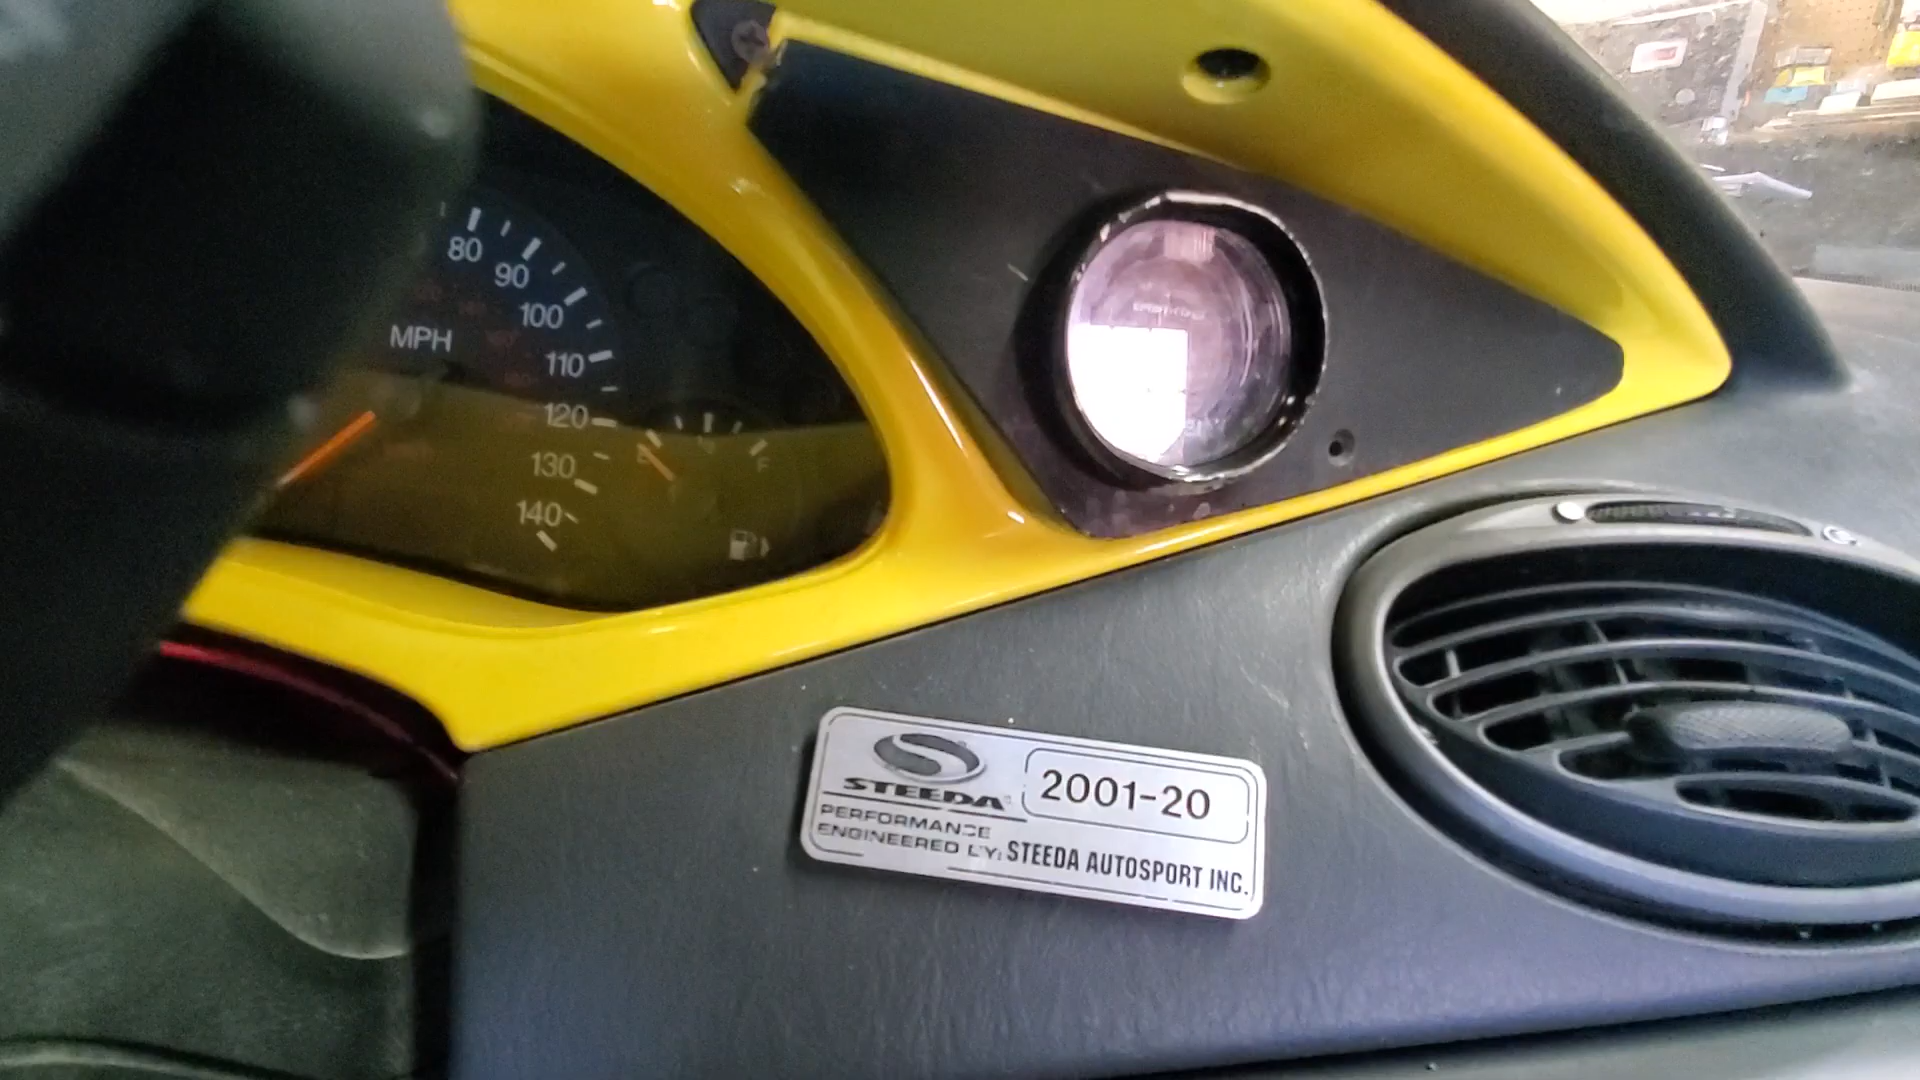 80
90
100
MPH
110
120
130
140
F
STEEDA
2001-20
PERFORMANCE
ENGINEERED BY: STEEDA AUTOSPORT INC.